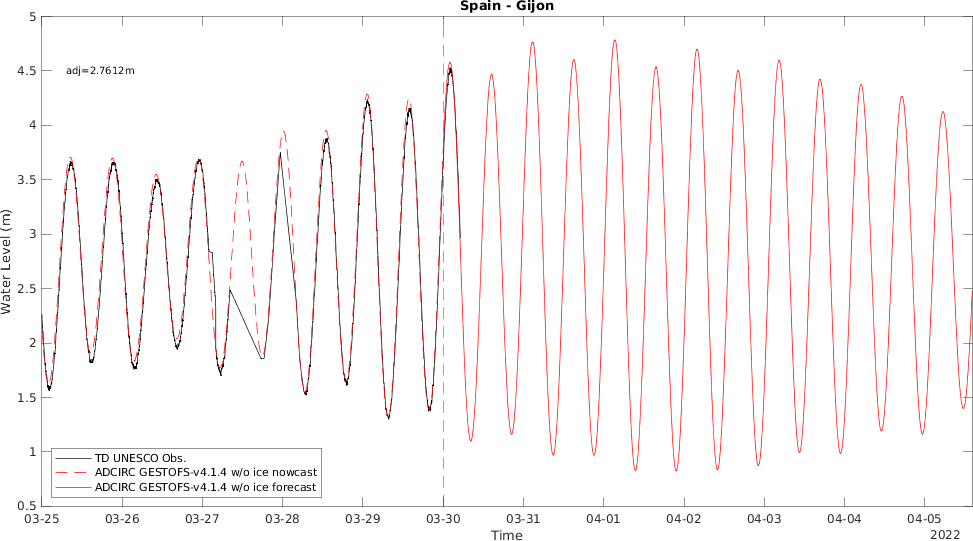 Spain - Gijon
5
4.5
4
3.5
3
2.5
2
1.5
1
0.5
Water Level (m)
adj=2.7612m
TD UNESCO Obs.
ADCIRC GESTOFS-v4.1.4 w/o ice nowcast
ADCIRC GESTOFS-v4.1.4 w/o ice forecast
03-25 03-26 03-27 03-28 03-29 03-30 03-31 04-01 04-02 04-03 04-04 04-05
Time
2022